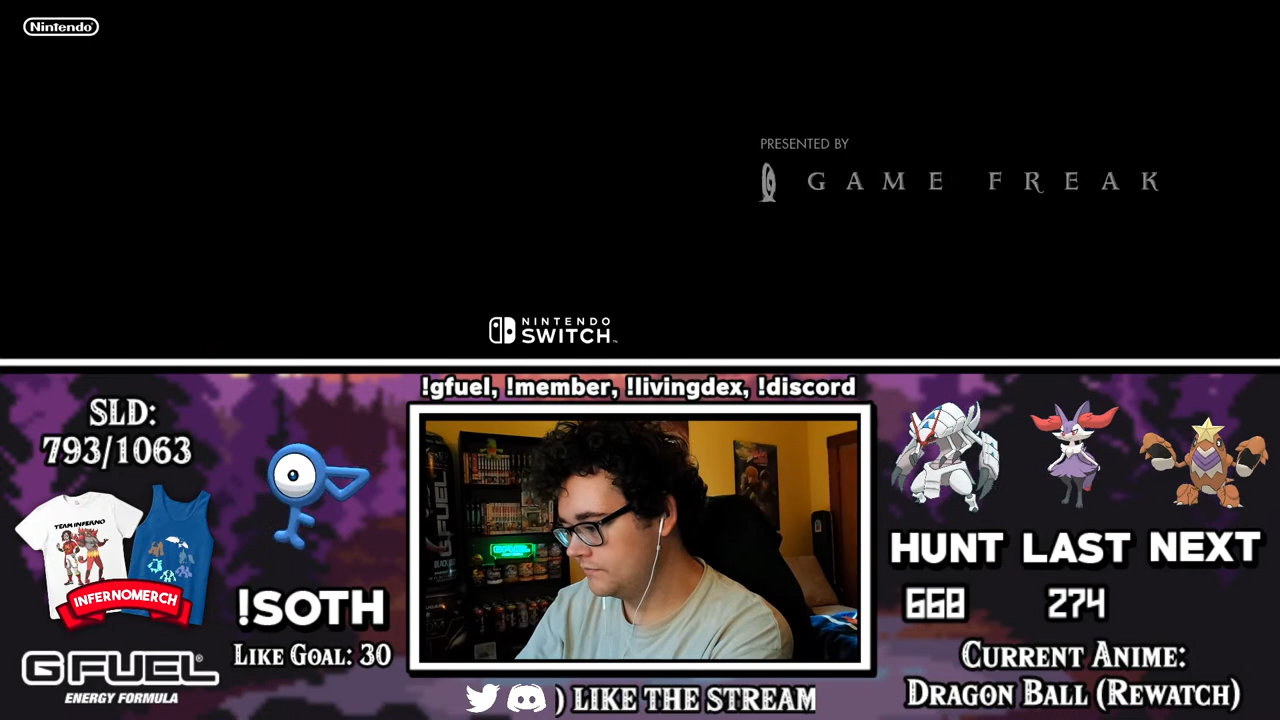 Nintendo
PRESENTED BY
GAME FREAK
NINTENDO
SWITCH
!gfuel, !member, !livingdex, !discord
SLD:
793/1063
TEAM INFERNO
INFERNOMERCH
!SOTH
LIKE GOAL: 30
G FUEL
ENERGY FORMULA
GFUEL
) LIKE THE STREAM
HUNT LAST NEXT
668 274
CURRENT ANIME:
DRAGON BALL (REWATCH)